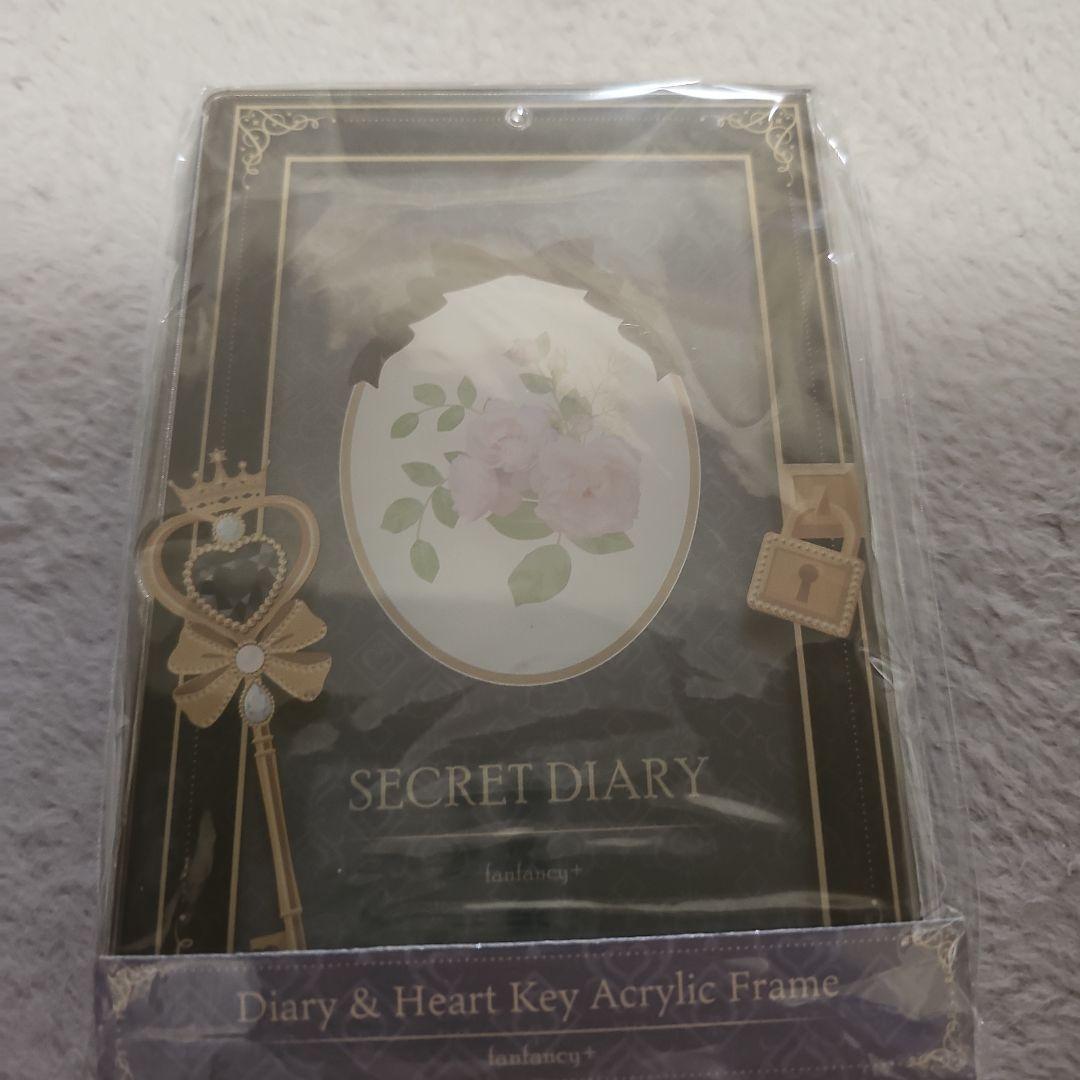 SECRET DIARY
fanfancy+
Diary & Heart Key Acrylic Frame
fanfancy+